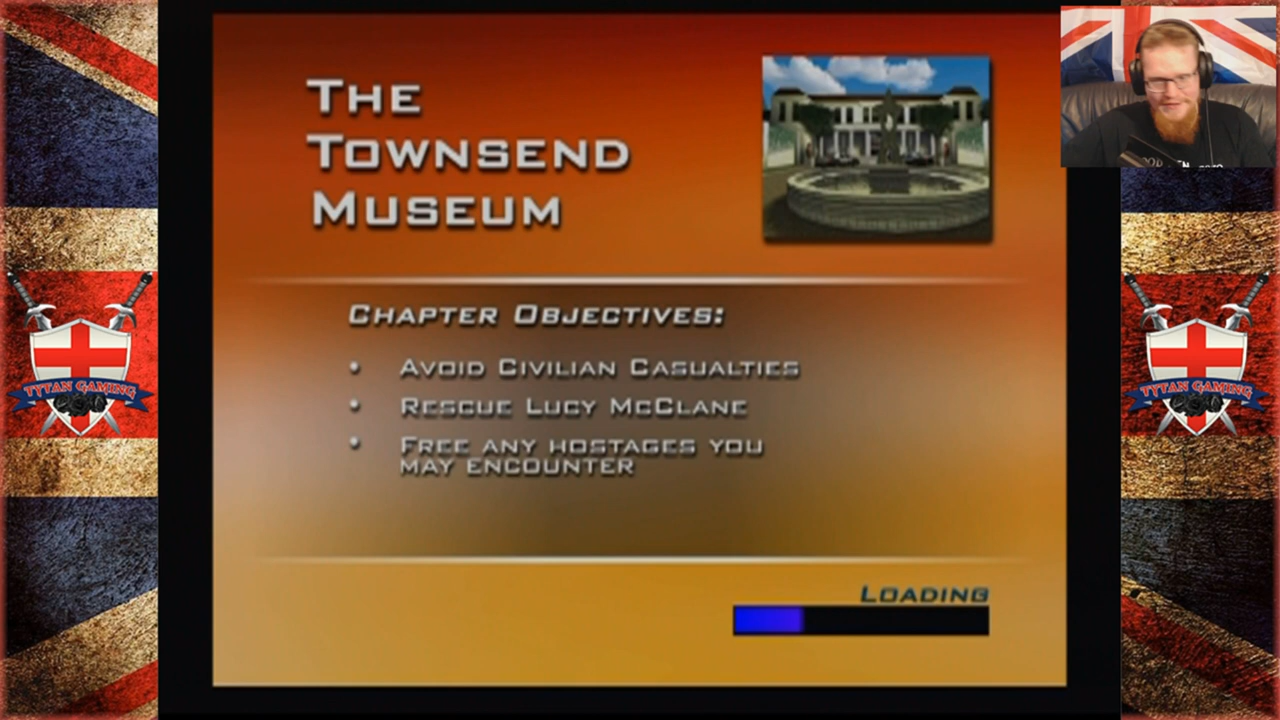 THE
TOWNSEND
MUSEUM
CHAPTER OBJECTIVES:
• AVOID CIVILIAN CASUALTIES
• RESCUE LUCY MCCLANE
• FREE ANY HOSTAGES YOU
MAY ENCOUNTER
LOADING
TYTAN GAMING
TYTAN GAMING